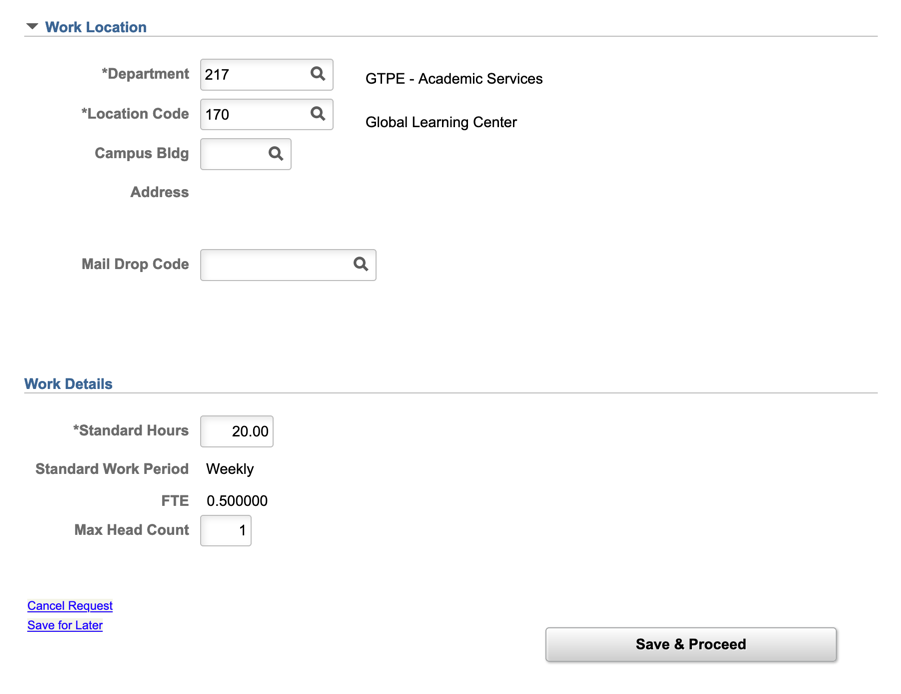 Work Location
*Department 217 GTPE - Academic Services
*Location Code 170 Global Learning Center
Campus Bldg
Address
Mail Drop Code
Work Details
*Standard Hours 20.00
Standard Work Period Weekly
FTE 0.500000
Max Head Count 1
Cancel Request
Save for Later
Save & Proceed